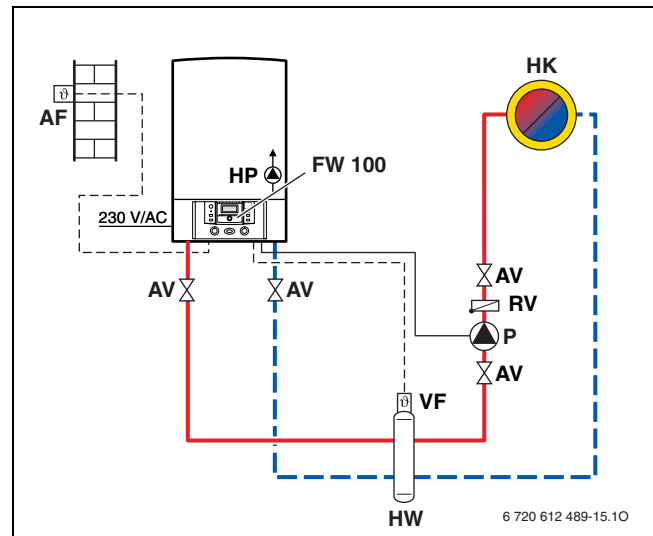 HK
ϑ
AF
HP
FW 100
230 V/AC
AV
AV
AV
RV
P
AV
ϑ
VF
HW
6 720 612 489-15.1O